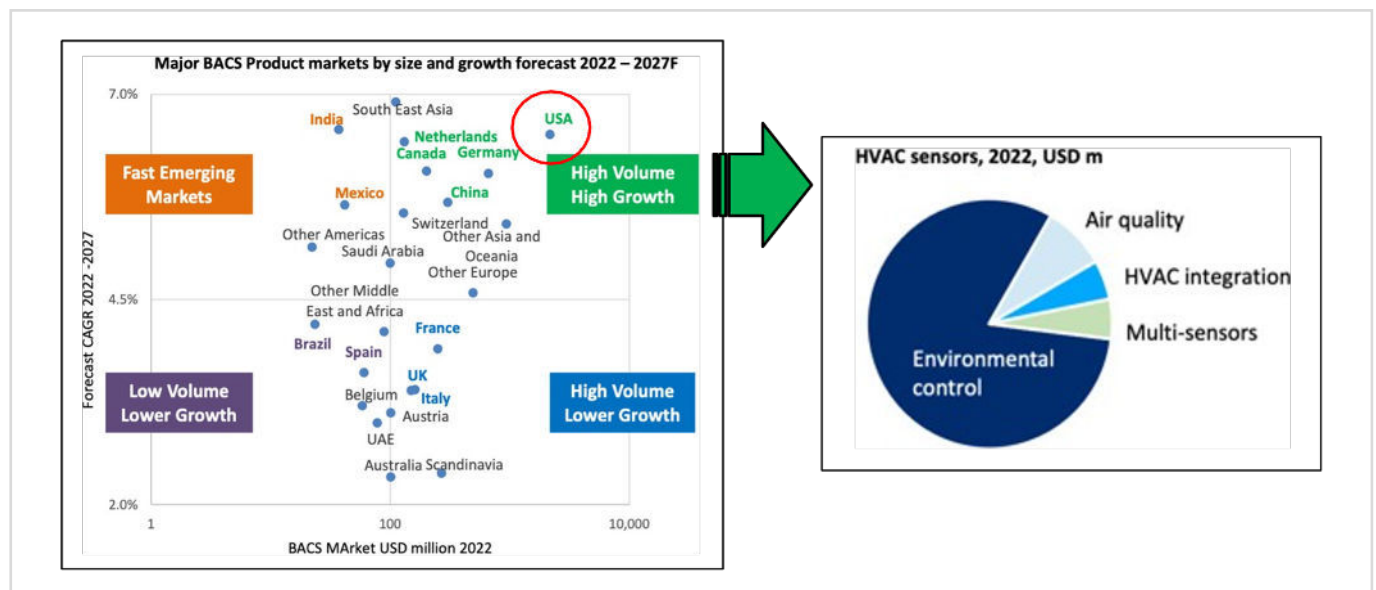 Major BACS Product markets by size and growth forecast 2022 – 2027F
7.0%
South East Asia
India
USA
Netherlands
Canada
Germany
Fast Emerging
Markets
High Volume
High Growth
Mexico
China
Switzerland
Other Americas
Other Asia and
Oceania
Saudi Arabia
Other Europe
Forecast CAGR 2022 -2027
4.5%
Other Middle
East and Africa
France
Brazil
Spain
UK
Low Volume
Lower Growth
Belgium
Italy
High Volume
Lower Growth
Austria
UAE
Australia
Scandinavia
2.0%
1
100
10,000
BACS MArket USD million 2022
HVAC sensors, 2022, USD m
Air quality
HVAC integration
Multi-sensors
Environmental
control